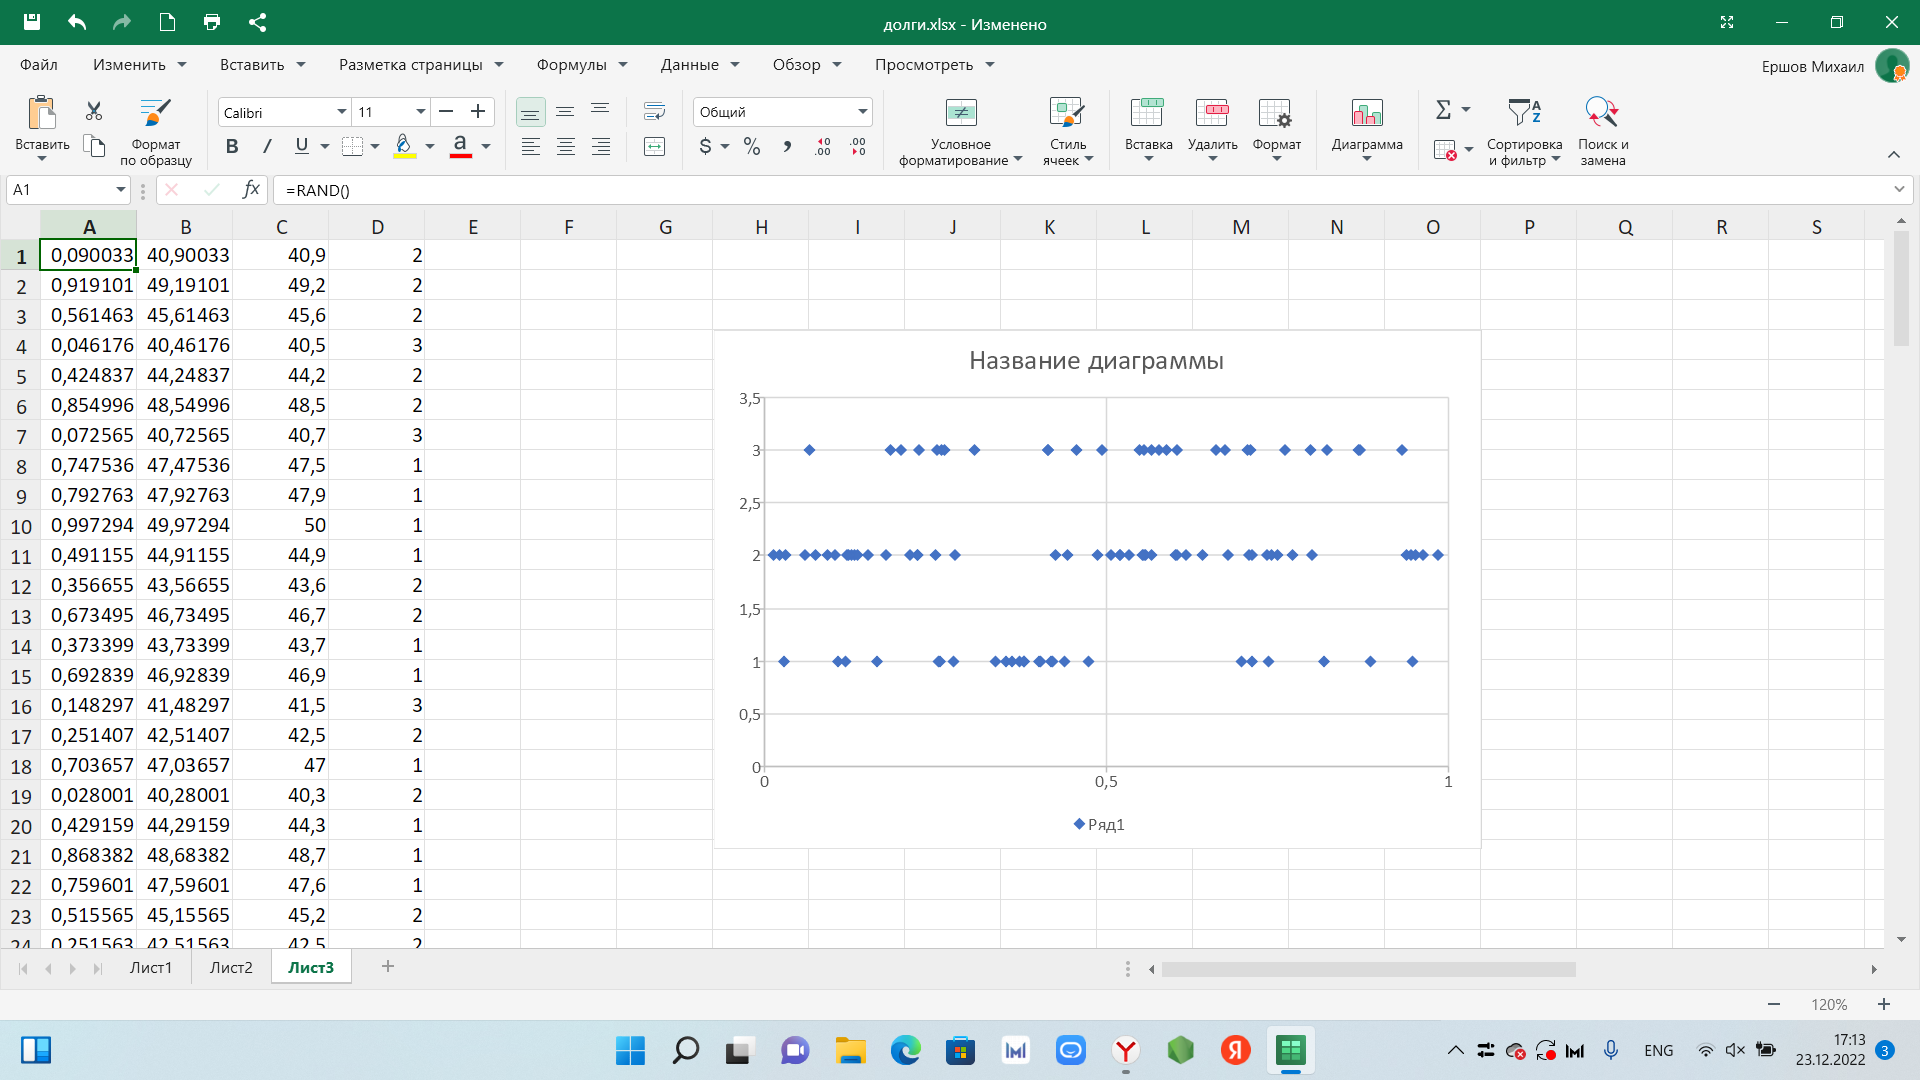 долги.xlsx - Изменено
Файл Изменить Вставить Разметка страницы Формулы Данные Обзор Просмотреть Ершов Михаил
Calibri 11 Общий
Вставить Формат по образцу Условное форматирование Стиль ячеек Вставка Удалить Формат Диаграмма Сортировка и фильтр Поиск и замена
A1 fx =RAND()
A B C D E F G H I J K L M N O P Q R S
1 0,090033 40,90033 40,9 2
2 0,919101 49,19101 49,2 2
3 0,561463 45,61463 45,6 2
4 0,046176 40,46176 40,5 3
5 0,424837 44,24837 44,2 2
6 0,854996 48,54996 48,5 2
7 0,072565 40,72565 40,7 3
8 0,747536 47,47536 47,5 1
9 0,792763 47,92763 47,9 1
10 0,997294 49,97294 50 1
11 0,491155 44,91155 44,9 1
12 0,356655 43,56655 43,6 2
13 0,673495 46,73495 46,7 2
14 0,373399 43,73399 43,7 1
15 0,692839 46,92839 46,9 1
16 0,148297 41,48297 41,5 3
17 0,251407 42,51407 42,5 2
18 0,703657 47,03657 47 1
19 0,028001 40,28001 40,3 2
20 0,429159 44,29159 44,3 1
21 0,868382 48,68382 48,7 1
22 0,759601 47,59601 47,6 1
23 0,515565 45,15565 45,2 2
24 0,251563 42,51563 42,5 2
Название диаграммы
3,5
3
2,5
2
1,5
1
0,5
0
0 0,5 1
Ряд1
Лист1 Лист2 Лист3
120%
ENG 17:13
23.12.2022 3